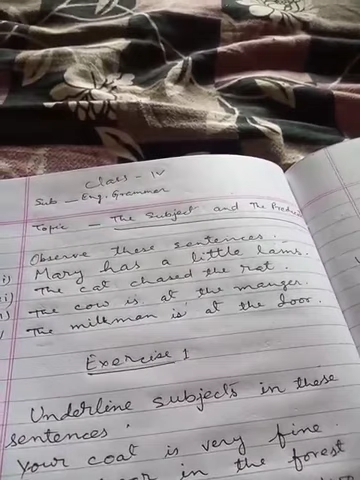 Class - IV
Sub - Eng. Grammar
Topic - The Subject and The
Observe these sentences.
i) Mary has a little lamb.
ii) The cat chased the rat.
The cow is at the manger.
The milkman is at the door.
Exercise 1
Underline subjects in these
sentences.
Your coat is very fine.
in the forest